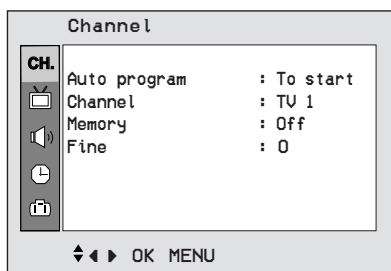 Channel
CH.
Auto program : To start
Channel : TV 1
Memory : Off
Fine : 0
OK MENU